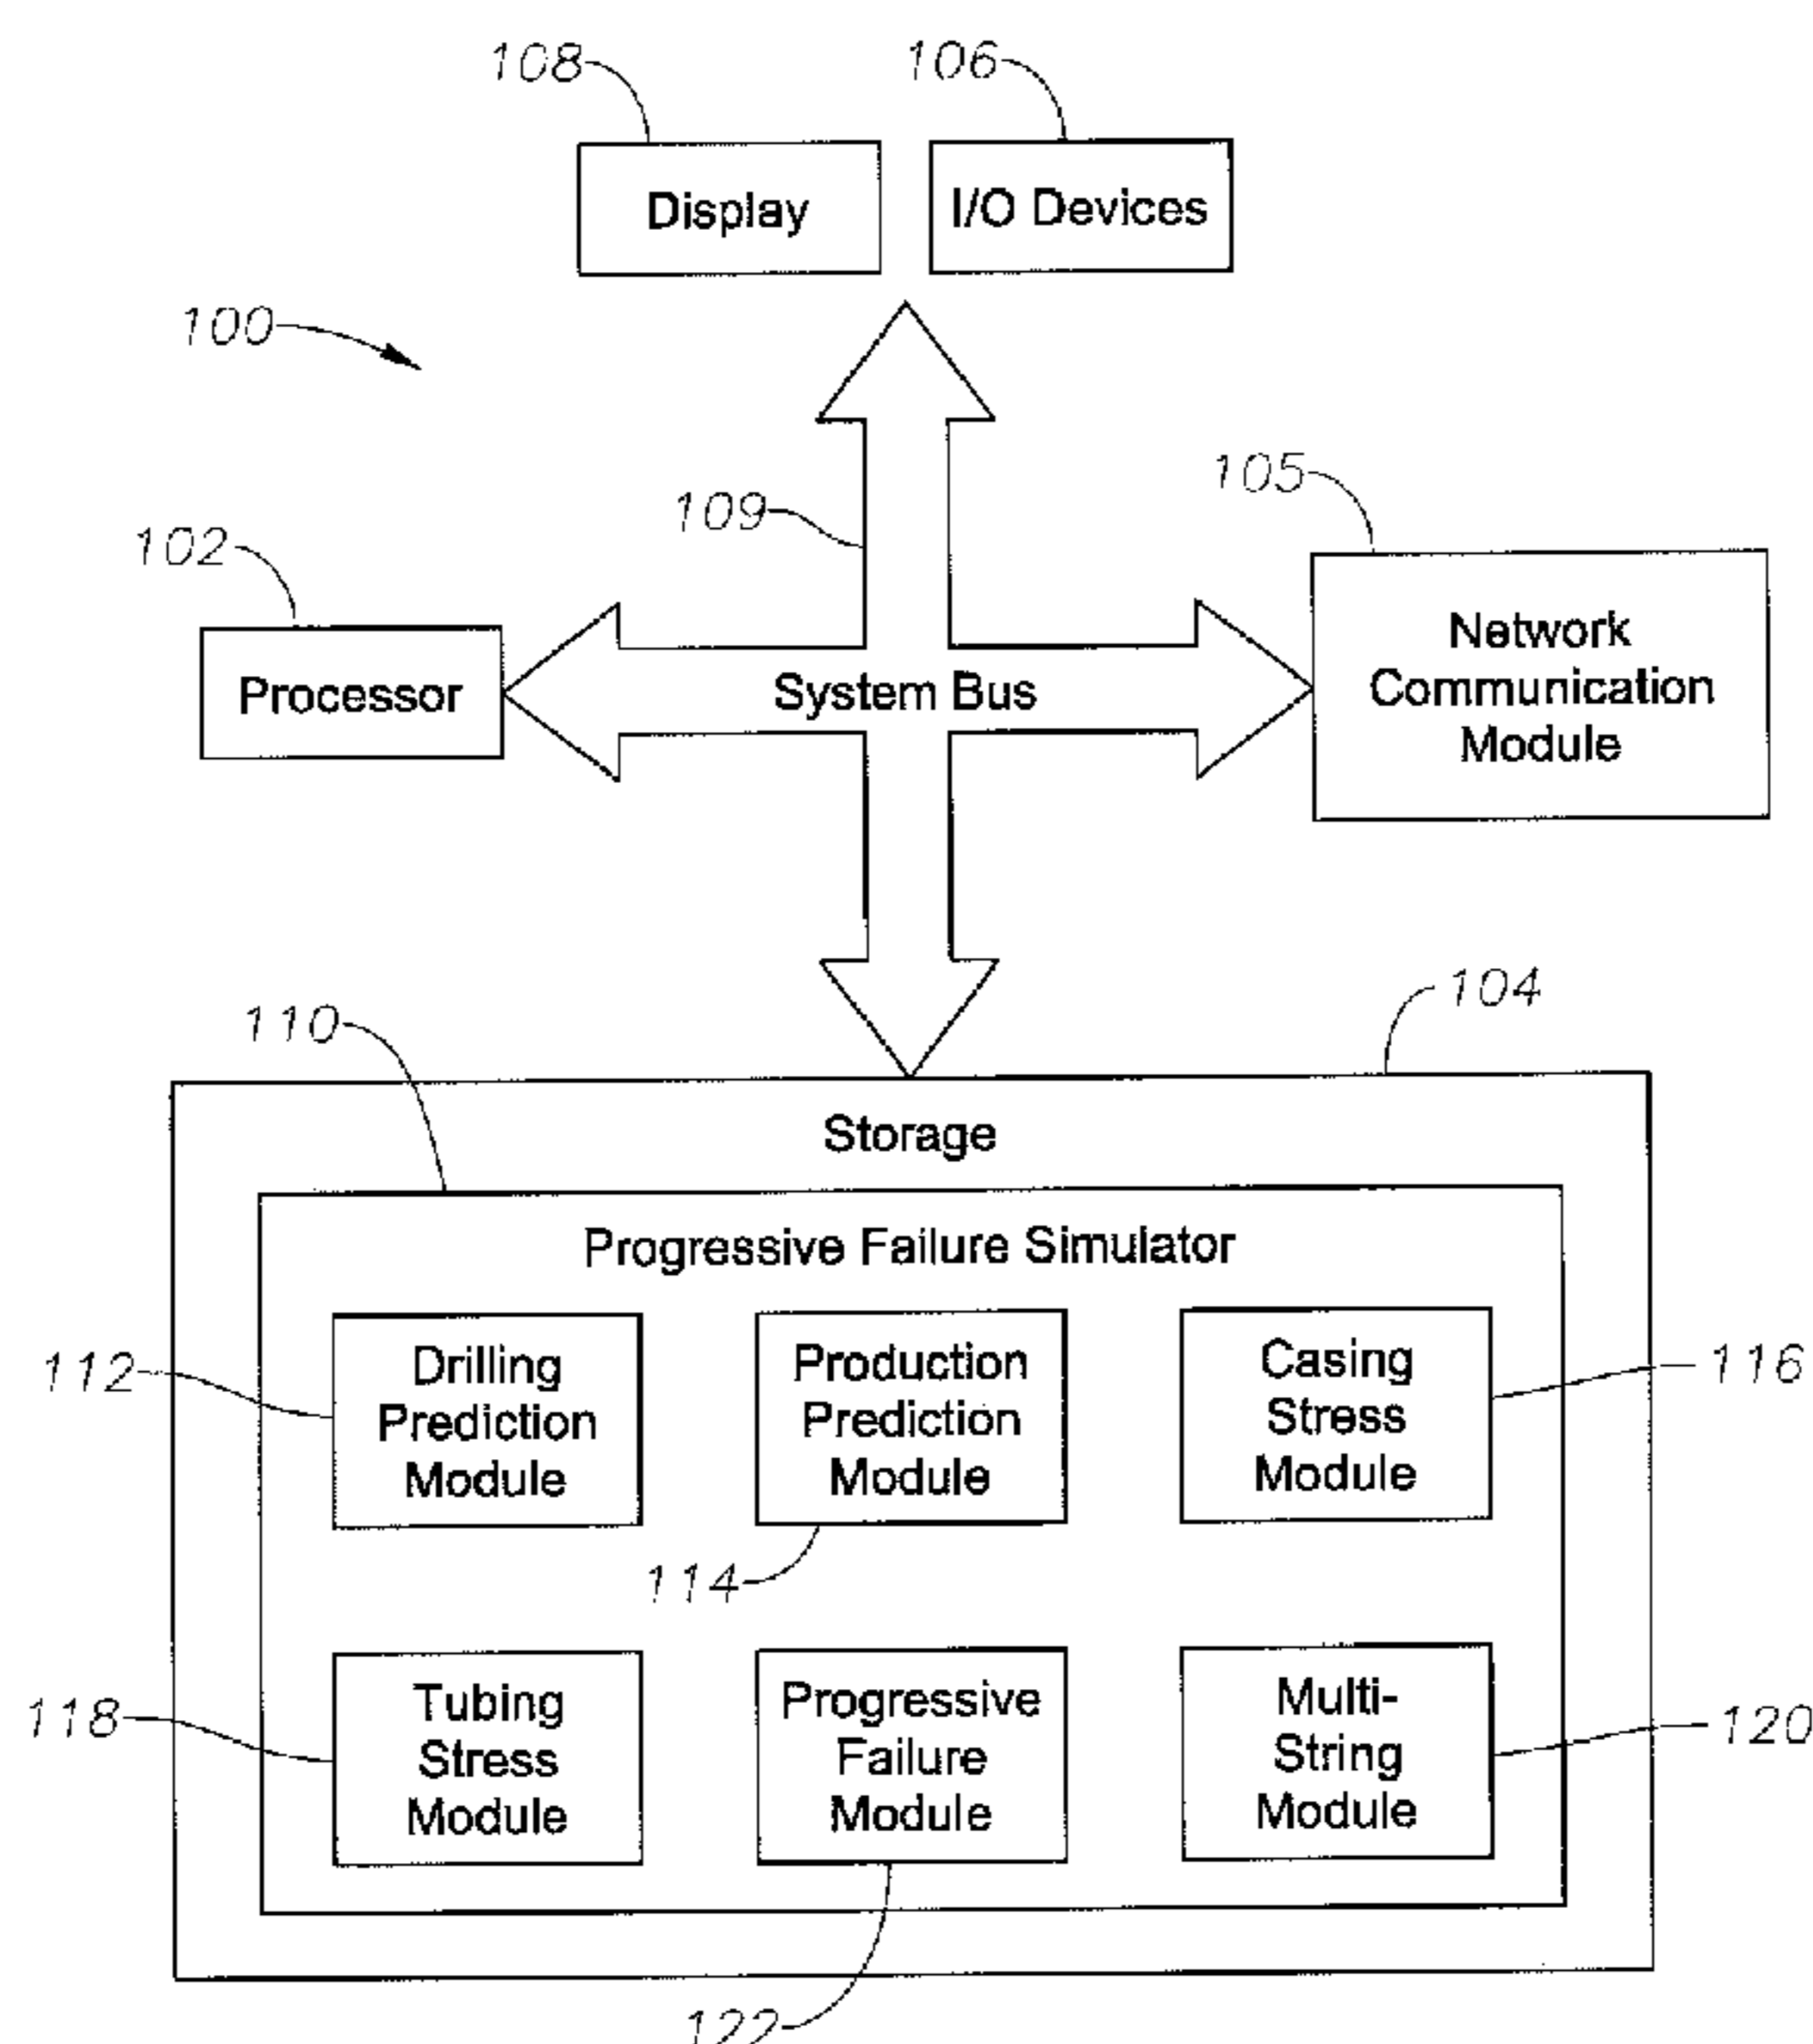 108
106
Display
I/O Devices
100
109
105
102
Network
Communication
Module
Processor
System Bus
104
110
Storage
Progressive Failure Simulator
112
Drilling
Prediction
Module
Production
Prediction
Module
Casing
Stress
Module
116
114
118
Tubing
Stress
Module
Progressive
Failure
Module
Multi-
String
Module
120
122